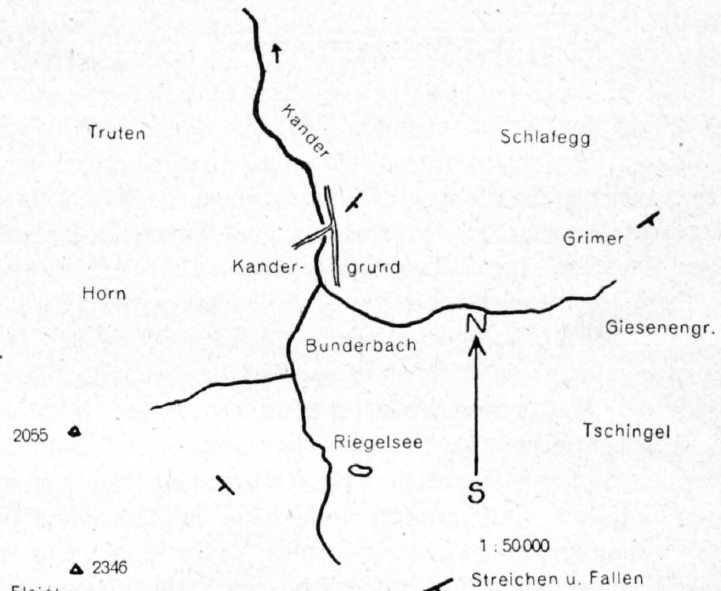 Kander
Truten
Schlafegg
Grimer
Kander- grund
Horn
Giesenengr.
Bunderbach
N
2055
Riegelsee
Tschingel
S
1:50000
2346
Streichen u. Fallen